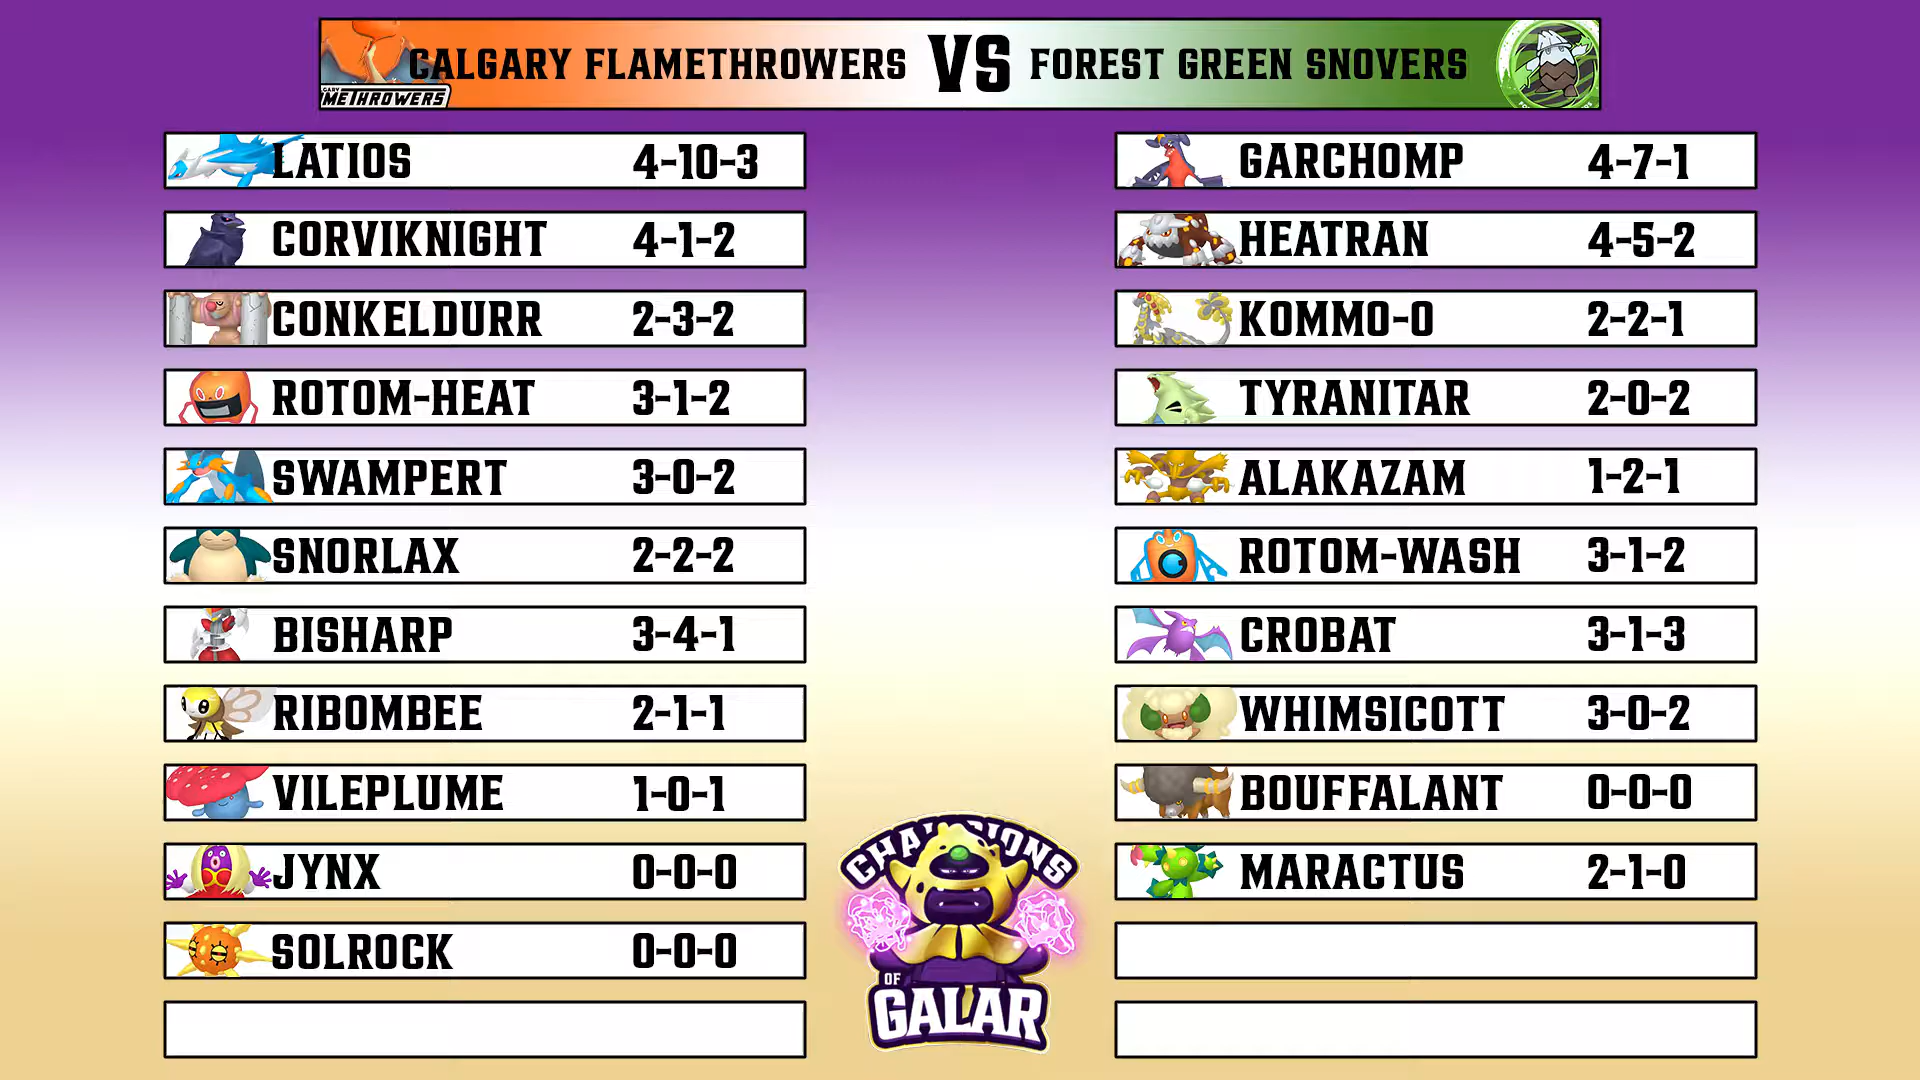 CALGARY FLAMETHROWERS VS FOREST GREEN SNOVERS
METHROWERS
LATIOS 4-10-3
CORVIKNIGHT 4-1-2
CONKELDURR 2-3-2
ROTOM-HEAT 3-1-2
SWAMPERT 3-0-2
SNORLAX 2-2-2
BISHARP 3-4-1
RIBOMBEE 2-1-1
VILEPLUME 1-0-1
JYNX 0-0-0
SOLROCK 0-0-0
GARCHOMP 4-7-1
HEATRAN 4-5-2
KOMMO-O 2-2-1
TYRANITAR 2-0-2
ALAKAZAM 1-2-1
ROTOM-WASH 3-1-2
CROBAT 3-1-3
WHIMSICOTT 3-0-2
BOUFFALANT 0-0-0
MARACTUS 2-1-0
CHAMPIONS
OF
GALAR